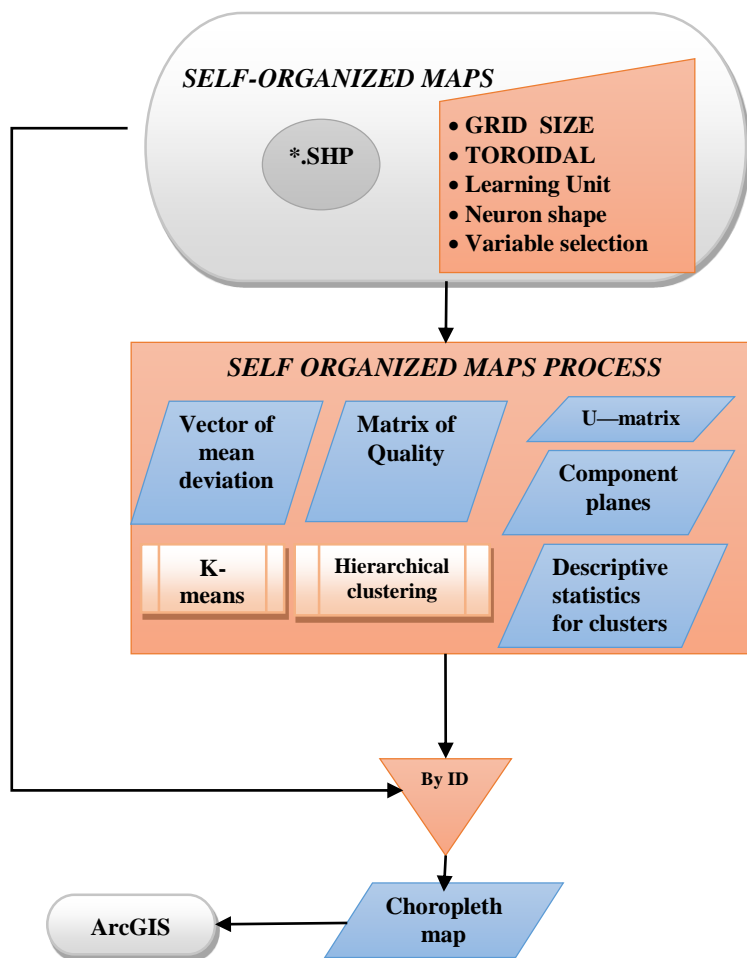 SELF-ORGANIZED MAPS
*.SHP
• GRID SIZE
• TOROIDAL
• Learning Unit
• Neuron shape
• Variable selection
SELF ORGANIZED MAPS PROCESS
Vector of
mean
deviation
Matrix of
Quality
U—matrix
Component
planes
K-
means
Hierarchical
clustering
Descriptive
statistics
for clusters
By ID
Choropleth
map
ArcGIS